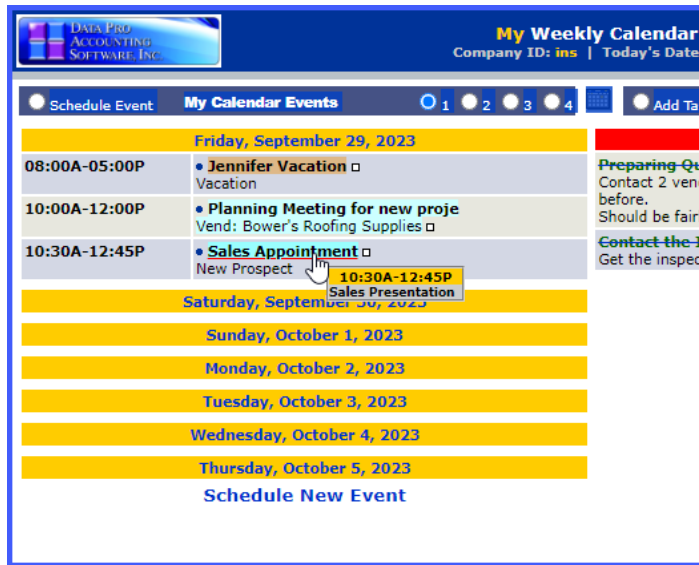 DATA PRO
ACCOUNTING
SOFTWARE, INC.
My Weekly Calendar
Company ID: ins | Today's Date
Schedule Event
My Calendar Events
1 2 3 4
Add Ta
Friday, September 29, 2023
08:00A-05:00P
• Jennifer Vacation
Vacation
10:00A-12:00P
• Planning Meeting for new proje
Vend: Bower's Roofing Supplies
10:30A-12:45P
• Sales Appointment
New Prospect
10:30A-12:45P
Sales Presentation
Saturday, September 30, 2023
Sunday, October 1, 2023
Monday, October 2, 2023
Tuesday, October 3, 2023
Wednesday, October 4, 2023
Thursday, October 5, 2023
Schedule New Event
Preparing Qu
Contact 2 ven
before.
Should be fair
Contact the I
Get the inspec